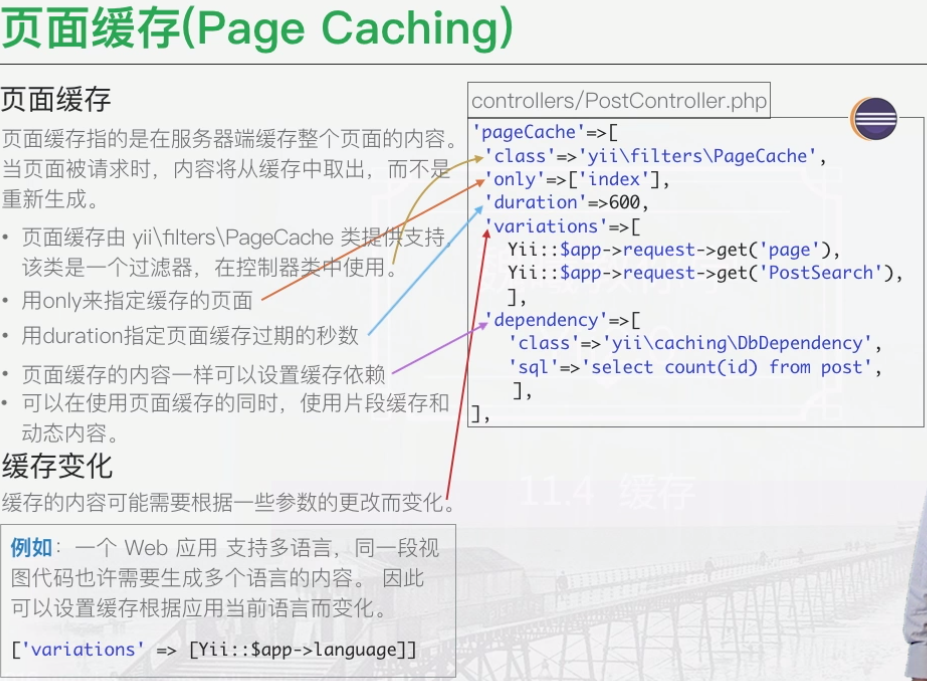 页面缓存(Page Caching)
页面缓存
页面缓存指的是在服务器端缓存整个页面的内容。
当页面被请求时，内容将从缓存中取出，而不是
重新生成。
• 页面缓存由 yii\filters\PageCache 类提供支持,
该类是一个过滤器，在控制器类中使用。
• 用only来指定缓存的页面
• 用duration指定页面缓存过期的秒数
• 页面缓存的内容一样可以设置缓存依赖
• 可以在使用页面缓存的同时，使用片段缓存和
动态内容。
缓存变化
缓存的内容可能需要根据一些参数的更改而变化。
例如：一个 Web 应用 支持多语言，同一段视
图代码也许需要生成多个语言的内容。 因此
可以设置缓存根据应用当前语言而变化。
['variations' => [Yii::$app->language]]
controllers/PostController.php
'pageCache'=>[
'class'=>'yii\filters\PageCache',
'only'=>['index'],
'duration'=>600,
'variations'=>[
Yii::$app->request->get('page'),
Yii::$app->request->get('PostSearch'),
],
'dependency'=>[
'class'=>'yii\caching\DbDependency',
'sql'=>'select count(id) from post',
],
],
11.4 缓存